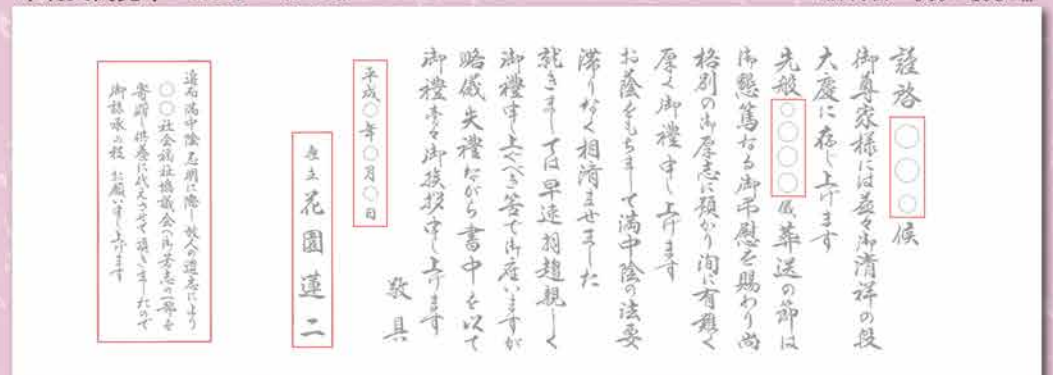 謹啓 ○○○候
御尊家様には益々御清祥の段
大慶に存じ上げます
先般○○○○儀 葬送の節は
御懇篤なる御弔慰を賜わり尚
格別の御厚志に預かり洵に有難く
厚く御禮申し上げます
お蔭をもちまして満中陰の法要
滞りなく相済ませました
就きましては早速拝趨親しく
御禮申し上ぐべき筈で御座いますが
略儀失禮ながら書中を以て
御禮旁々御挨拶申し上げます
敬具
平成○年○月○日
喪主 花園蓮二
追而 満中陰忌明に際し故人の遺志により
○○社会福祉協議会へ御芳志の一部を
寄贈し供養に代えさせて頂きましたので
御諒承の程 お願い申し上げます